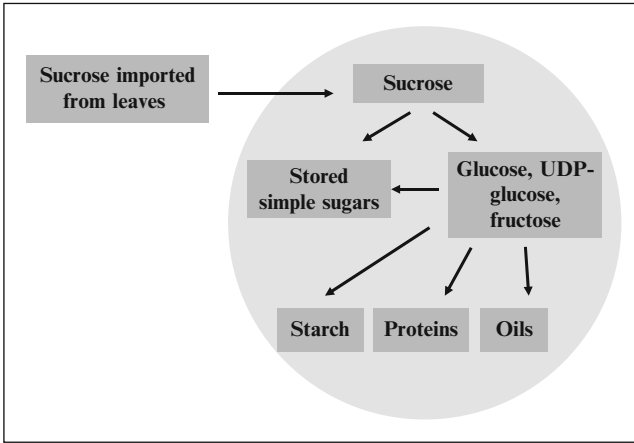 Sucrose imported
from leaves
Sucrose
Stored
simple sugars
Glucose, UDP-
glucose,
fructose
Starch
Proteins
Oils